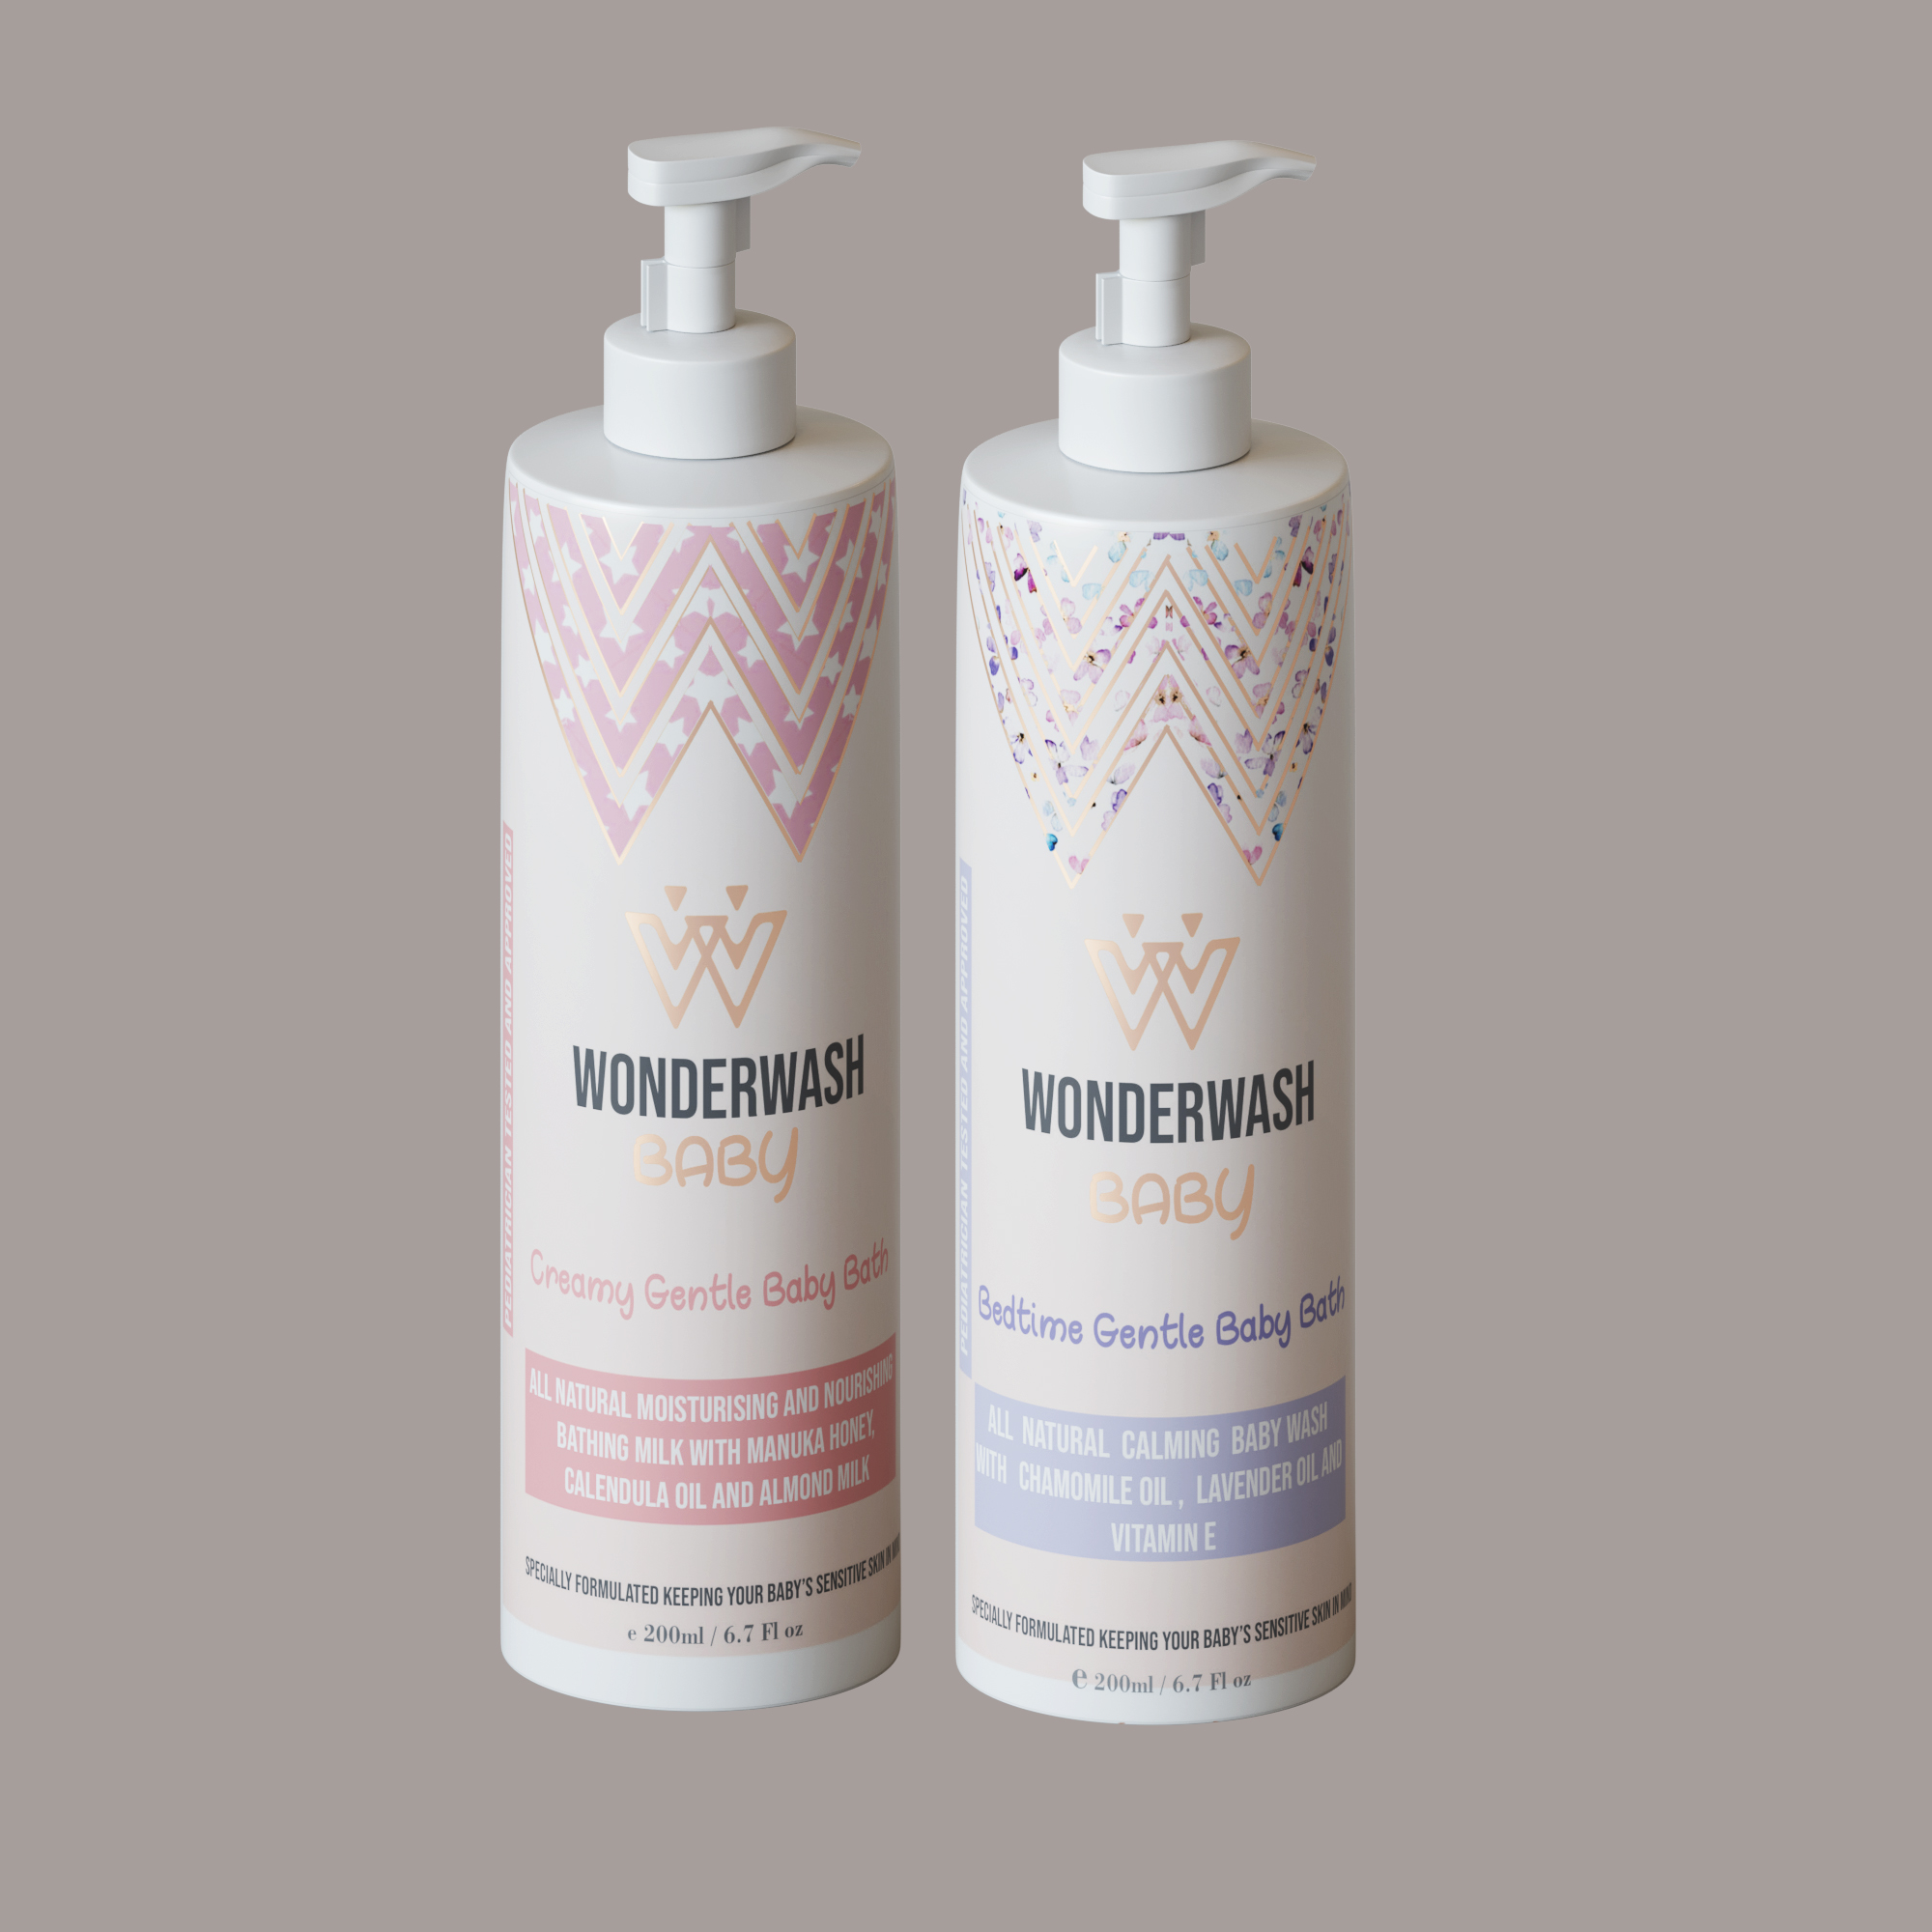 PEDIATRICIAN TESTED AND APPROVED
WONDERWASH
BABY
Creamy Gentle Baby Bath
ALL NATURAL MOISTURISING AND NOURISHING
BATHING MILK WITH MANUKA HONEY,
CALENDULA OIL AND ALMOND MILK
SPECIALLY FORMULATED KEEPING YOUR BABY'S SENSITIVE SKIN IN
e 200ml / 6.7 Fl oz
PEDIATRICIAN TESTED AND APPROVED
WONDERWASH
BABY
Bedtime Gentle Baby Bath
ALL NATURAL CALMING BABY WASH
WITH CHAMOMILE OIL , LAVENDER OIL AND
VITAMIN E
SPECIALLY FORMULATED KEEPING YOUR BABY'S SENSITIVE SKIN IN MIND
e 200ml / 6.7 Fl oz